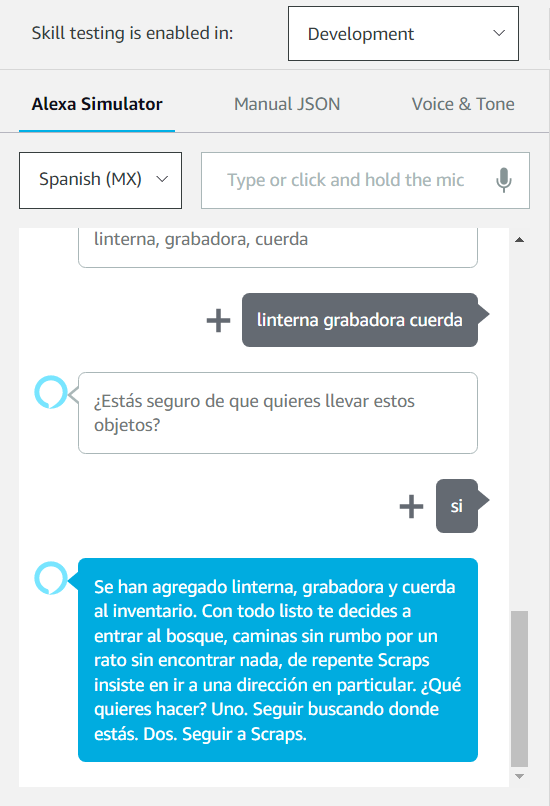 Skill testing is enabled in:
Development
Alexa Simulator
Manual JSON
Voice & Tone
Spanish (MX)
Type or click and hold the mic
linterna, grabadora, cuerda
linterna grabadora cuerda
¿Estás seguro de que quieres llevar estos
objetos?
si
Se han agregado linterna, grabadora y cuerda
al inventario. Con todo listo te decides a
entrar al bosque, caminas sin rumbo por un
rato sin encontrar nada, de repente Scraps
insiste en ir a una dirección en particular. ¿Qué
quieres hacer? Uno. Seguir buscando donde
estás. Dos. Seguir a Scraps.